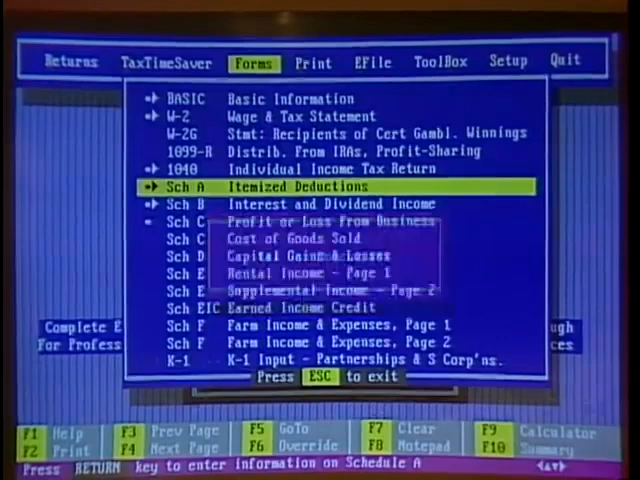 Returns TaxTimeSaver Forms Print EFile ToolBox Setup Quit
BASIC Basic Information
W-2 Wage & Tax Statement
W-2G Stmt: Recipients of Cert Gambl. Winnings
1099-R Distrib. From IRAs, Profit-Sharing
1040 Individual Income Tax Return
Sch A Itemized Deductions
Sch B Interest and Dividend Income
Sch C Profit or Loss From Business
Sch C Cost of Goods Sold
Sch D Capital Gains & Losses
Sch E Rental Income - Page 1
Sch E Supplemental Income - Page 2
Sch EIC Earned Income Credit
Sch F Farm Income & Expenses, Page 1
Sch F Farm Income & Expenses, Page 2
K-1 K-1 Input - Partnerships & S Corp'ns.
Complete E ugh
For Profess ces
Press ESC to exit
F1 Help F3 Prev Page F5 GoTo F7 Clear F9 Calculator
F2 Print F4 Next Page F6 Override F8 Notepad F10 Summary
Press RETURN key to enter information on Schedule A